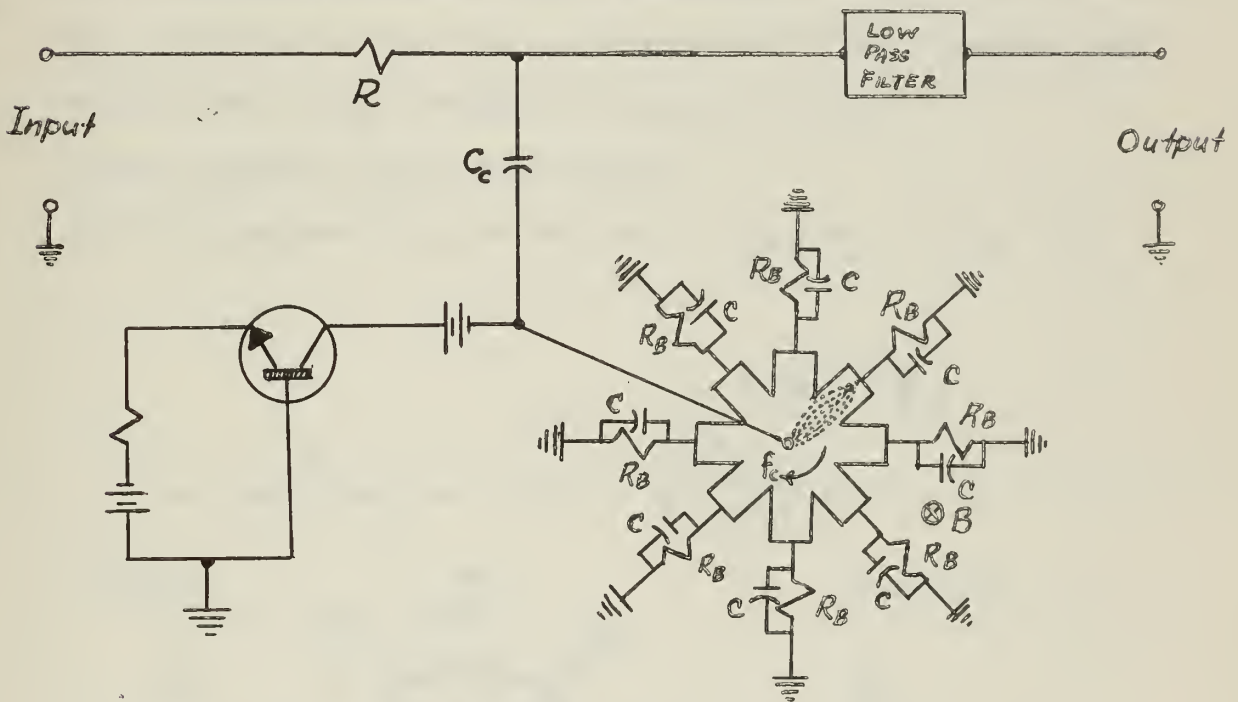 LOW
PASS
FILTER
R
Input
Output
C_c
R_B
C
R_B
C
R_B
C
C
R_B
R_B
C
f_c
B
C
R_B
R_B
C
C
R_B